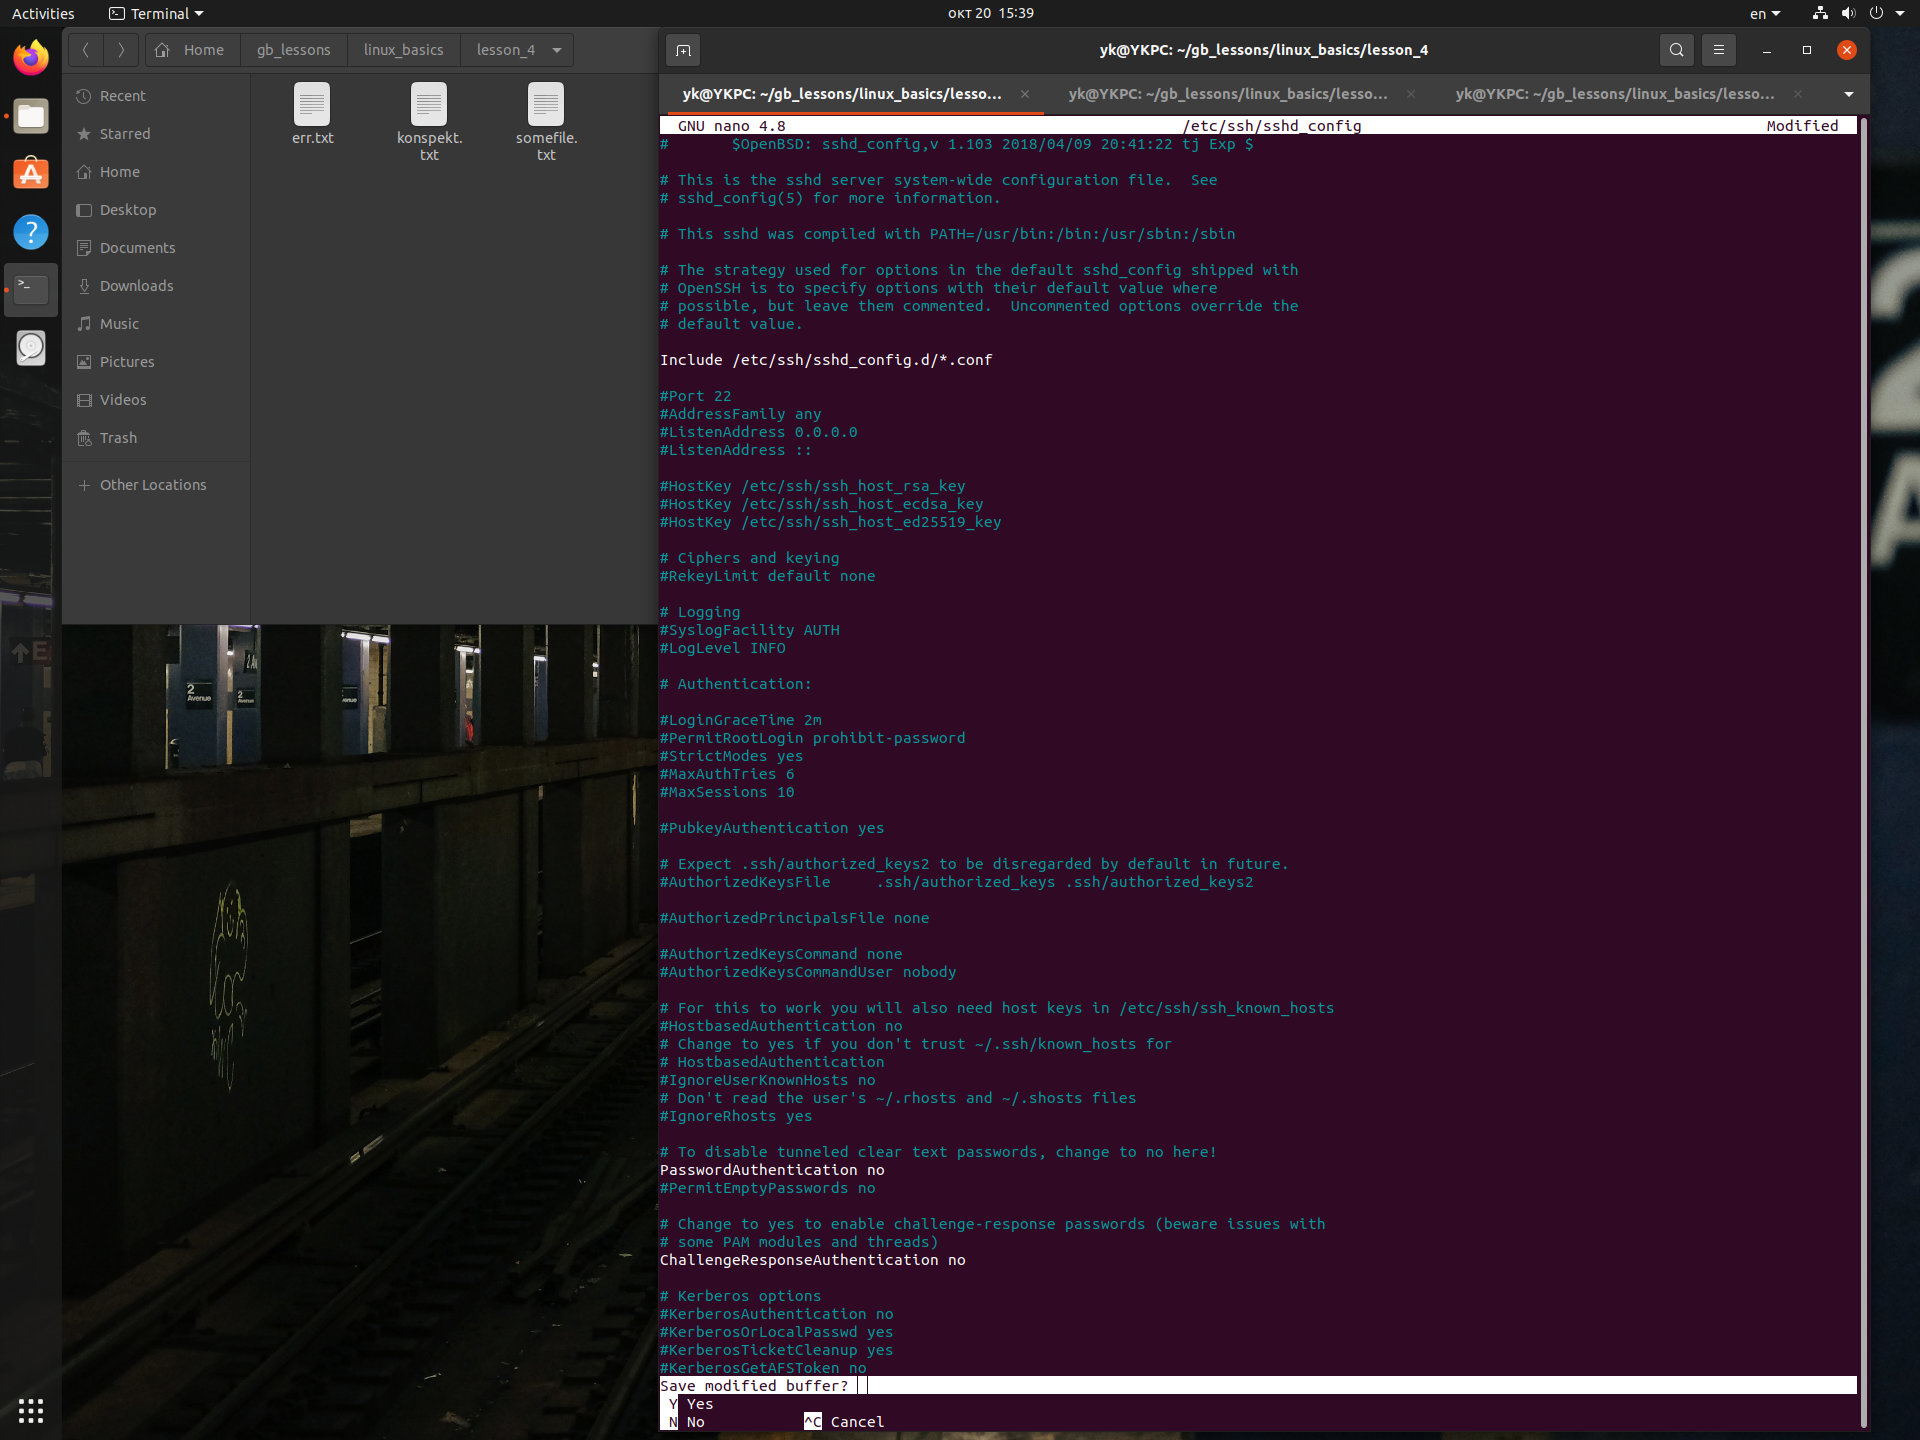 Activities
Terminal
окт 20 15:39
en
Home
gb_lessons
linux_basics
lesson_4
Recent
Starred
Home
Desktop
Documents
Downloads
Music
Pictures
Videos
Trash
Other Locations
err.txt
konspekt.
txt
somefile.
txt
2
Avenue
2
Avenue
yk@YKPC: ~/gb_lessons/linux_basics/lesson_4
yk@YKPC: ~/gb_lessons/linux_basics/lesso...
yk@YKPC: ~/gb_lessons/linux_basics/lesso...
yk@YKPC: ~/gb_lessons/linux_basics/lesso...
GNU nano 4.8 /etc/ssh/sshd_config Modified
# $OpenBSD: sshd_config,v 1.103 2018/04/09 20:41:22 tj Exp $
# This is the sshd server system-wide configuration file.  See
# sshd_config(5) for more information.
# This sshd was compiled with PATH=/usr/bin:/bin:/usr/sbin:/sbin
# The strategy used for options in the default sshd_config shipped with
# OpenSSH is to specify options with their default value where
# possible, but leave them commented.  Uncommented options override the
# default value.
Include /etc/ssh/sshd_config.d/*.conf
#Port 22
#AddressFamily any
#ListenAddress 0.0.0.0
#ListenAddress ::
#HostKey /etc/ssh/ssh_host_rsa_key
#HostKey /etc/ssh/ssh_host_ecdsa_key
#HostKey /etc/ssh/ssh_host_ed25519_key
# Ciphers and keying
#RekeyLimit default none
# Logging
#SyslogFacility AUTH
#LogLevel INFO
# Authentication:
#LoginGraceTime 2m
#PermitRootLogin prohibit-password
#StrictModes yes
#MaxAuthTries 6
#MaxSessions 10
#PubkeyAuthentication yes
# Expect .ssh/authorized_keys2 to be disregarded by default in future.
#AuthorizedKeysFile .ssh/authorized_keys .ssh/authorized_keys2
#AuthorizedPrincipalsFile none
#AuthorizedKeysCommand none
#AuthorizedKeysCommandUser nobody
# For this to work you will also need host keys in /etc/ssh/ssh_known_hosts
#HostbasedAuthentication no
# Change to yes if you don't trust ~/.ssh/known_hosts for
# HostbasedAuthentication
#IgnoreUserKnownHosts no
# Don't read the user's ~/.rhosts and ~/.shosts files
#IgnoreRhosts yes
# To disable tunneled clear text passwords, change to no here!
PasswordAuthentication no
#PermitEmptyPasswords no
# Change to yes to enable challenge-response passwords (beware issues with
# some PAM modules and threads)
ChallengeResponseAuthentication no
# Kerberos options
#KerberosAuthentication no
#KerberosOrLocalPasswd yes
#KerberosTicketCleanup yes
#KerberosGetAFSToken no
Save modified buffer?
Y Yes
N No ^C Cancel